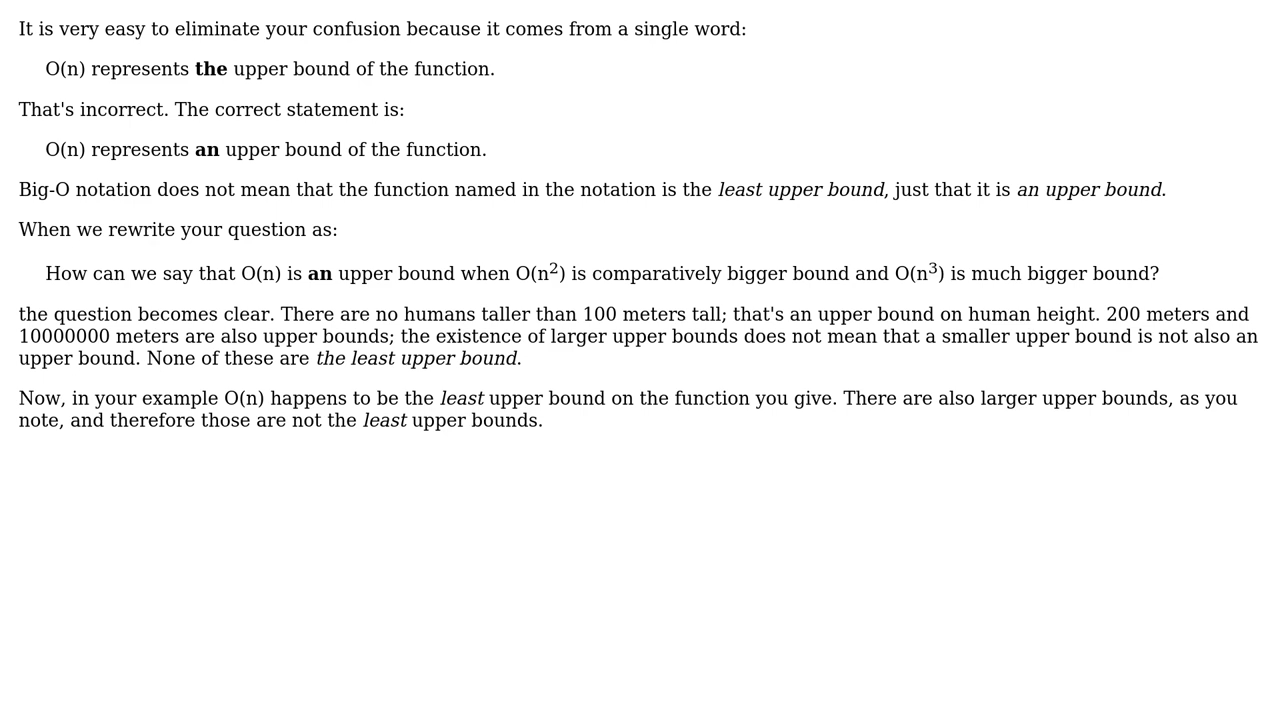 It is very easy to eliminate your confusion because it comes from a single word:
O(n) represents the upper bound of the function.
That's incorrect. The correct statement is:
O(n) represents an upper bound of the function.
Big-O notation does not mean that the function named in the notation is the least upper bound, just that it is an upper bound.
When we rewrite your question as:
How can we say that O(n) is an upper bound when O(n²) is comparatively bigger bound and O(n³) is much bigger bound?
the question becomes clear. There are no humans taller than 100 meters tall; that's an upper bound on human height. 200 meters and
10000000 meters are also upper bounds; the existence of larger upper bounds does not mean that a smaller upper bound is not also an
upper bound. None of these are the least upper bound.
Now, in your example O(n) happens to be the least upper bound on the function you give. There are also larger upper bounds, as you
note, and therefore those are not the least upper bounds.